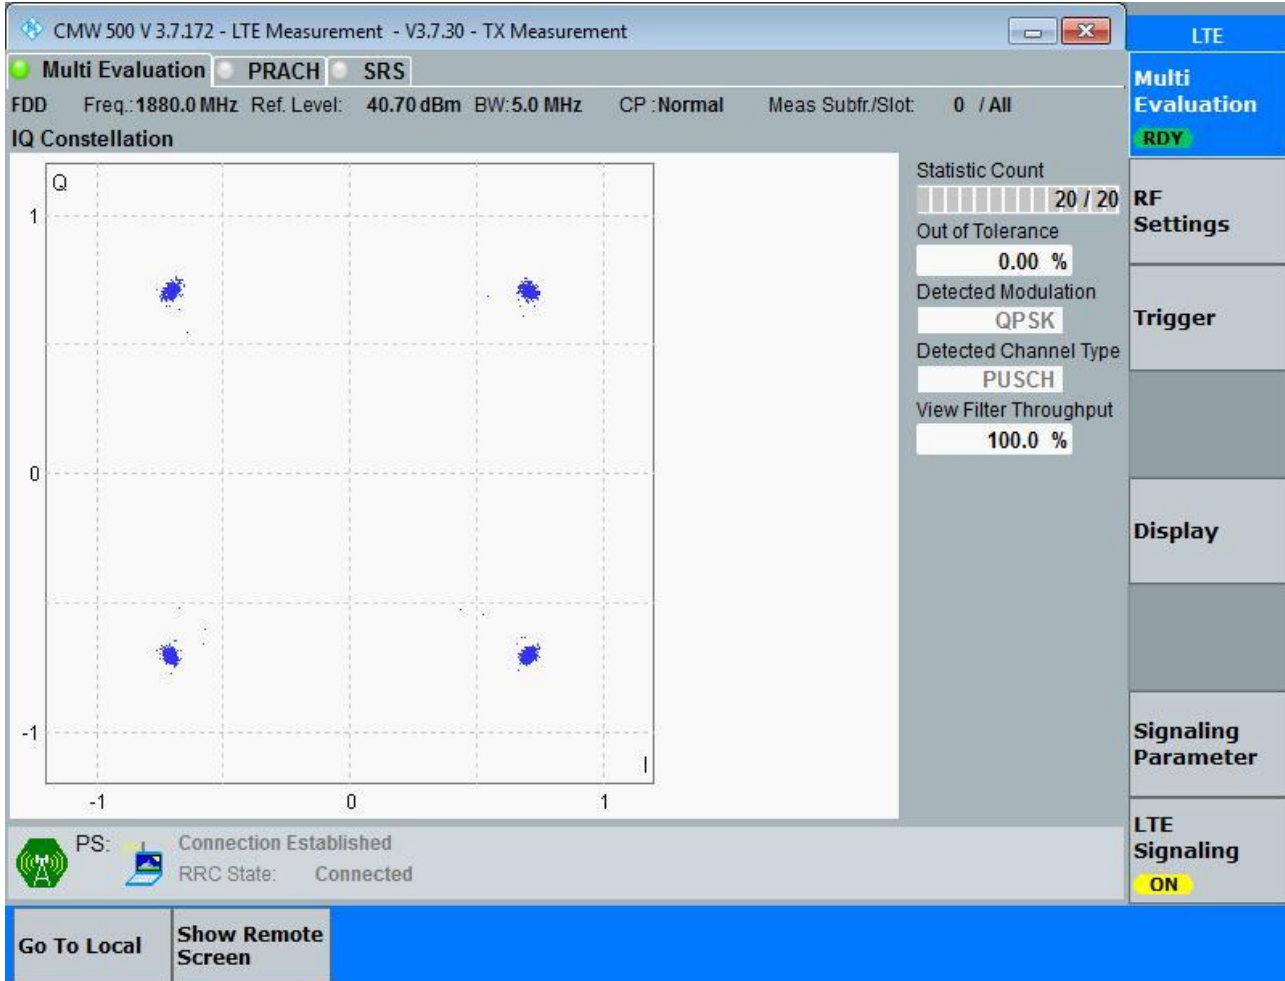 CMW 500 V 3.7.172 - LTE Measurement - V3.7.30 - TX Measurement
LTE
Multi Evaluation PRACH SRS
FDD Freq.:1880.0 MHz Ref. Level: 40.70 dBm BW:5.0 MHz CP :Normal Meas Subfr./Slot: 0 / All
IQ Constellation
Q
1
0
-1
I
-1 0 1
Statistic Count
20 / 20
Out of Tolerance
0.00 %
Detected Modulation
QPSK
Detected Channel Type
PUSCH
View Filter Throughput
100.0 %
Multi
Evaluation
RDY
RF
Settings
Trigger
Display
Signaling
Parameter
LTE
Signaling
ON
PS: Connection Established
RRC State: Connected
Go To Local
Show Remote
Screen